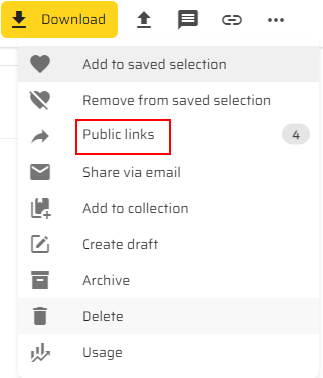 Download
Add to saved selection
Remove from saved selection
Public links 4
Share via email
Add to collection
Create draft
Archive
Delete
Usage